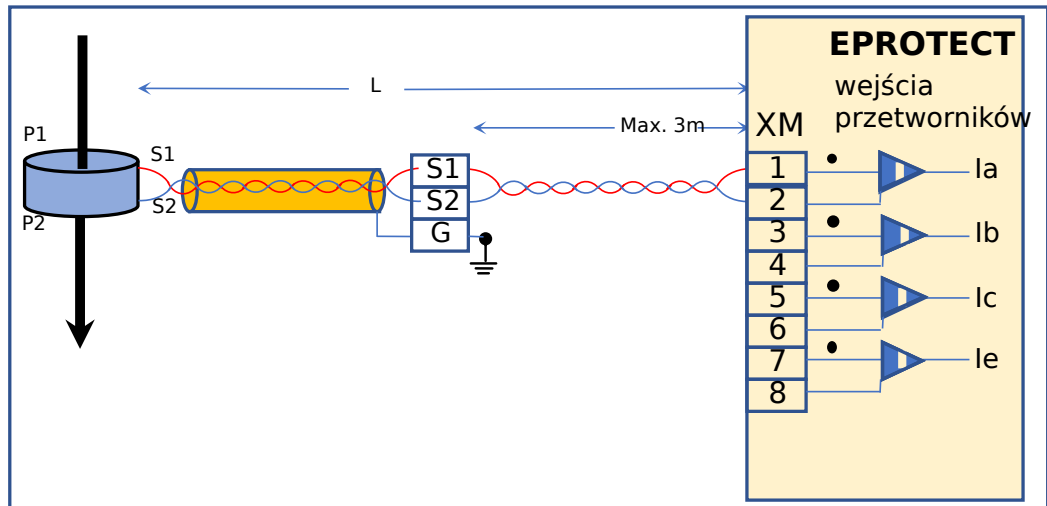 EPROTECT
wejścia
przetworników
L
Max. 3m
XM
P1
S1
S2
P2
S1
S2
G
1
2
3
4
5
6
7
8
Ia
Ib
Ic
Ie